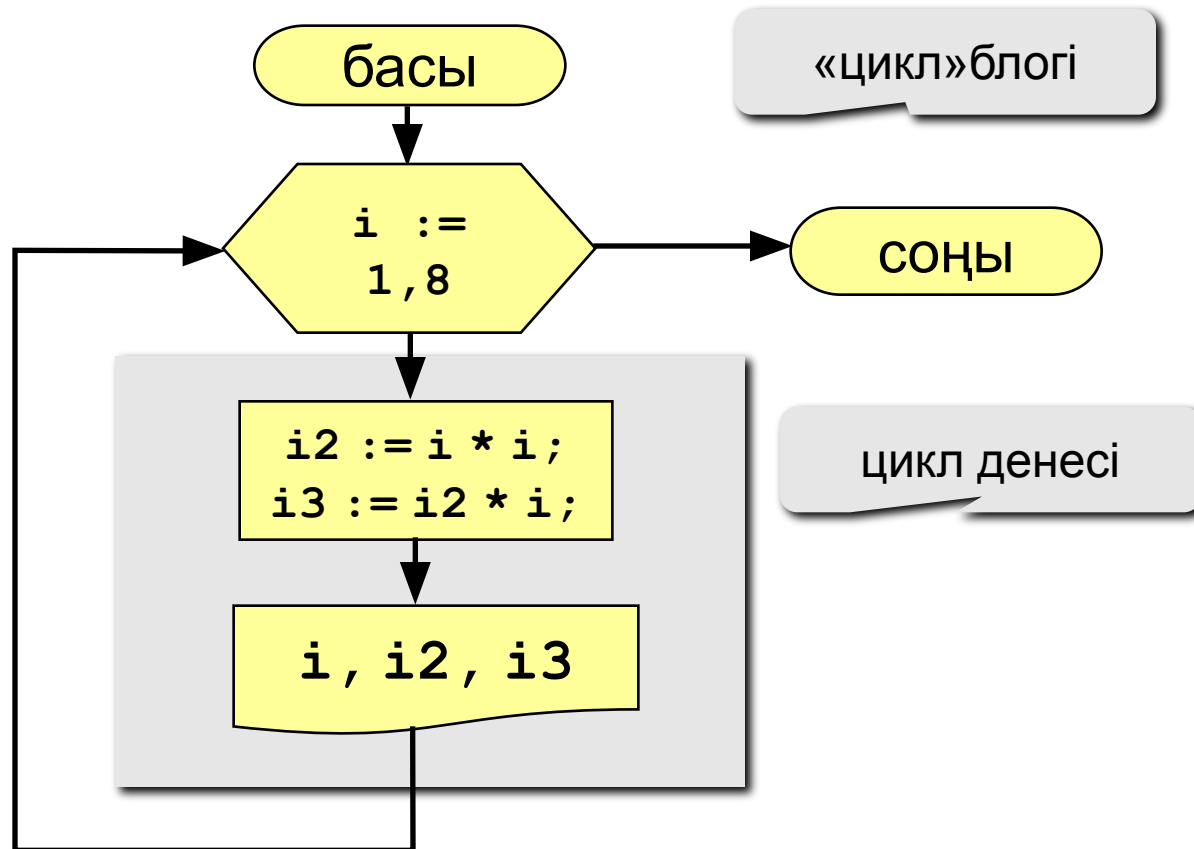 басы
«цикл»блогі
i :=
1,8
соңы
i2 := i * i;
i3 := i2 * i;
цикл денесі
i, i2, i3